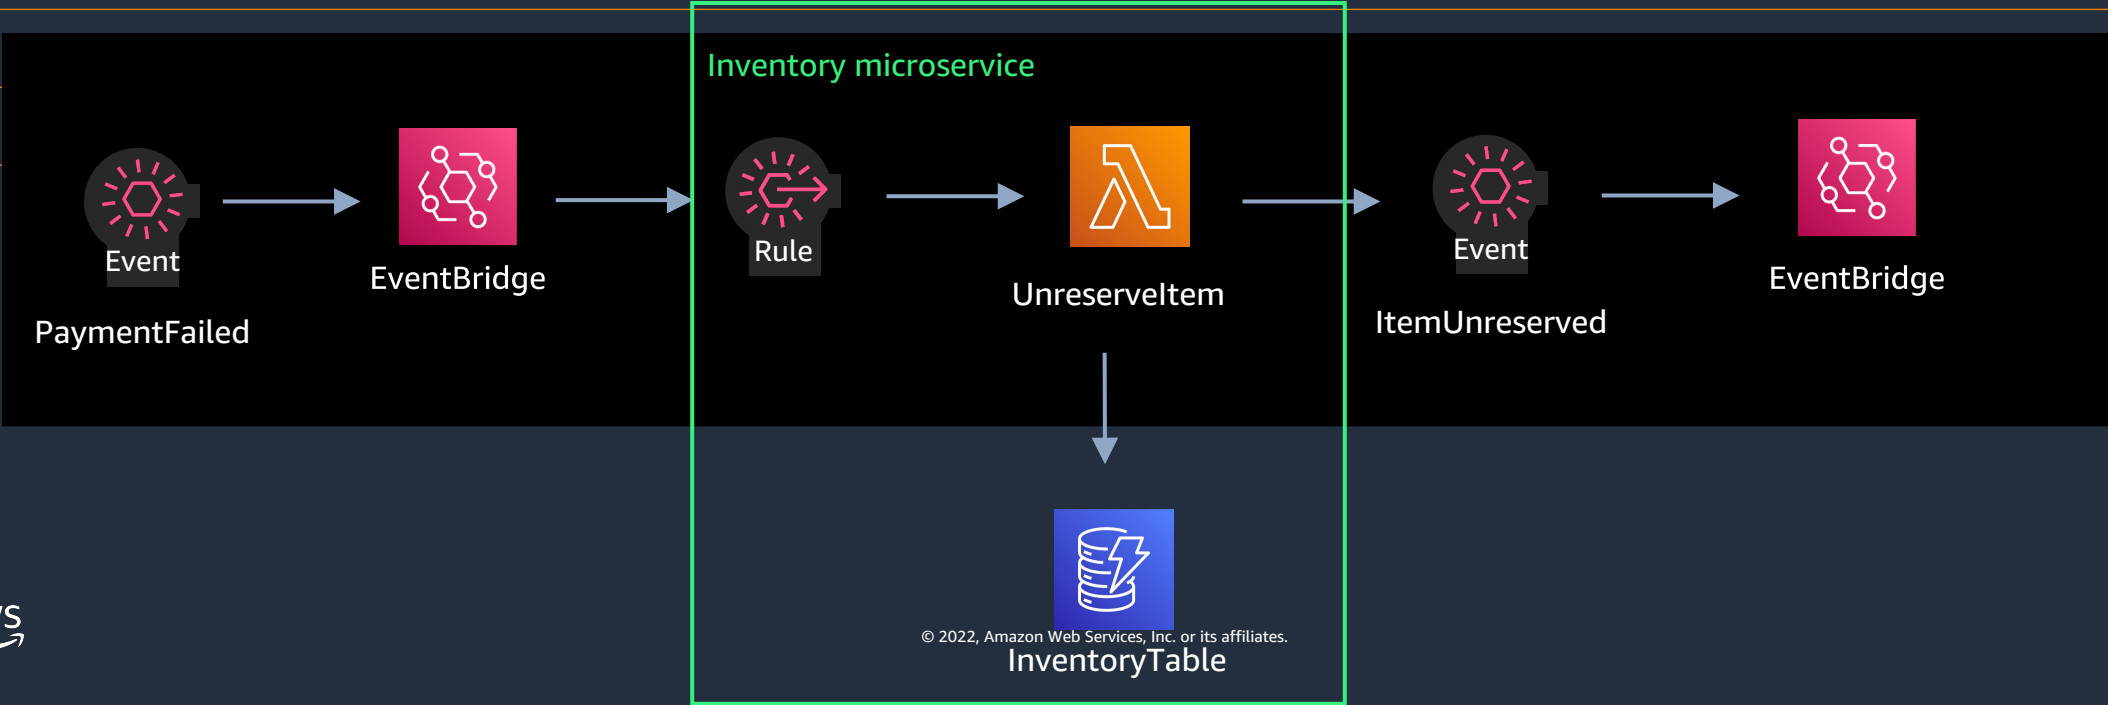 Inventory microservice
Event
EventBridge
PaymentFailed
Rule
UnreserveItem
Event
ItemUnreserved
EventBridge
© 2022, Amazon Web Services, Inc. or its affiliates.
InventoryTable